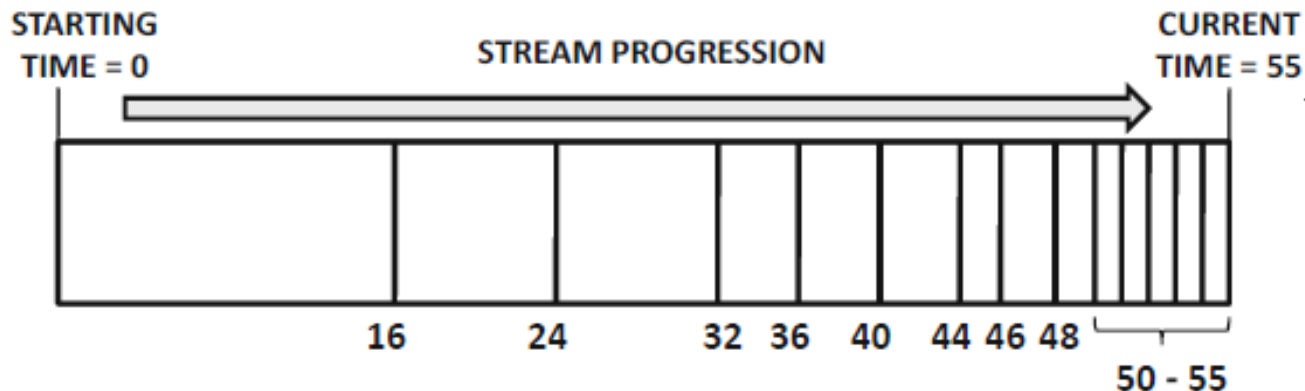 STARTING
TIME = 0
STREAM PROGRESSION
CURRENT
TIME = 55
16 24 32 36 40 44 46 48
50 - 55